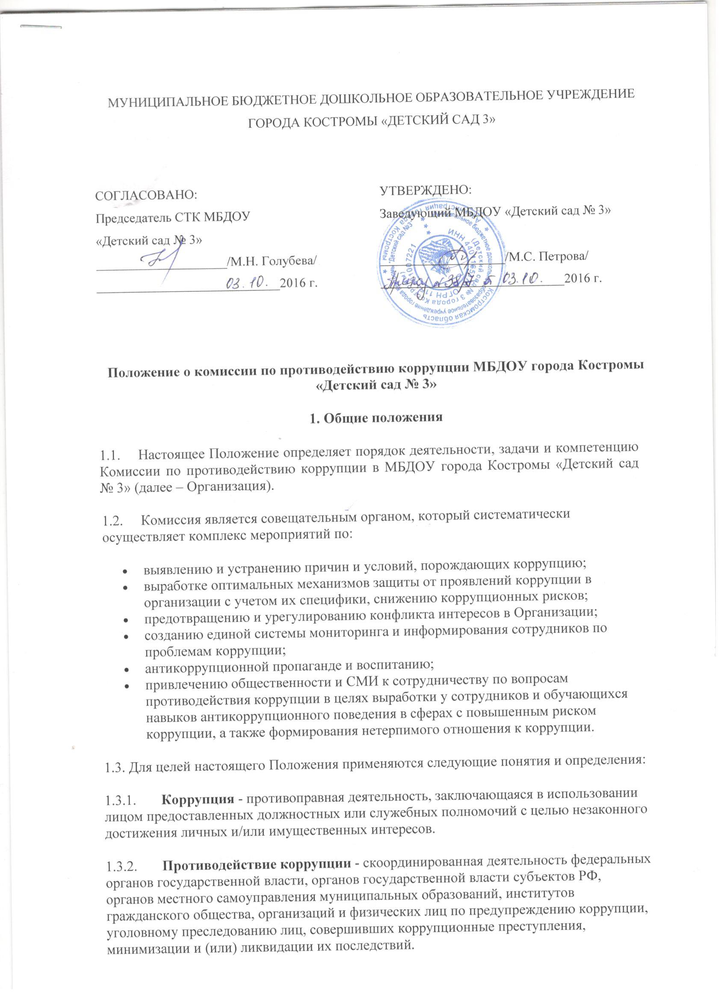 МУНИЦИПАЛЬНОЕ БЮДЖЕТНОЕ ДОШКОЛЬНОЕ ОБРАЗОВАТЕЛЬНОЕ УЧРЕЖДЕНИЕ
ГОРОДА КОСТРОМЫ «ДЕТСКИЙ САД 3»
СОГЛАСОВАНО:
Председатель СТК МБДОУ
«Детский сад № 3»
/М.Н. Голубева/
03.10. 2016 г.
УТВЕРЖДЕНО:
Заведующий МБДОУ «Детский сад № 3»
/М.С. Петрова/
03.10. 2016 г.
Положение о комиссии по противодействию коррупции МБДОУ города Костромы
«Детский сад № 3»
1. Общие положения
1.1. Настоящее Положение определяет порядок деятельности, задачи и компетенцию
Комиссии по противодействию коррупции в МБДОУ города Костромы «Детский сад
№ 3» (далее – Организация).
1.2. Комиссия является совещательным органом, который систематически
осуществляет комплекс мероприятий по:
• выявлению и устранению причин и условий, порождающих коррупцию;
• выработке оптимальных механизмов защиты от проявлений коррупции в
организации с учетом их специфики, снижению коррупционных рисков;
• предотвращению и урегулированию конфликта интересов в Организации;
• созданию единой системы мониторинга и информирования сотрудников по
проблемам коррупции;
• антикоррупционной пропаганде и воспитанию;
• привлечению общественности и СМИ к сотрудничеству по вопросам
противодействия коррупции в целях выработки у сотрудников и обучающихся
навыков антикоррупционного поведения в сферах с повышенным риском
коррупции, а также формирования нетерпимого отношения к коррупции.
1.3. Для целей настоящего Положения применяются следующие понятия и определения:
1.3.1. Коррупция - противоправная деятельность, заключающаяся в использовании
лицом предоставленных должностных или служебных полномочий с целью незаконного
достижения личных и/или имущественных интересов.
1.3.2. Противодействие коррупции - скоординированная деятельность федеральных
органов государственной власти, органов государственной власти субъектов РФ,
органов местного самоуправления муниципальных образований, институтов
гражданского общества, организаций и физических лиц по предупреждению коррупции,
уголовному преследованию лиц, совершивших коррупционные преступления,
минимизации и (или) ликвидации их последствий.